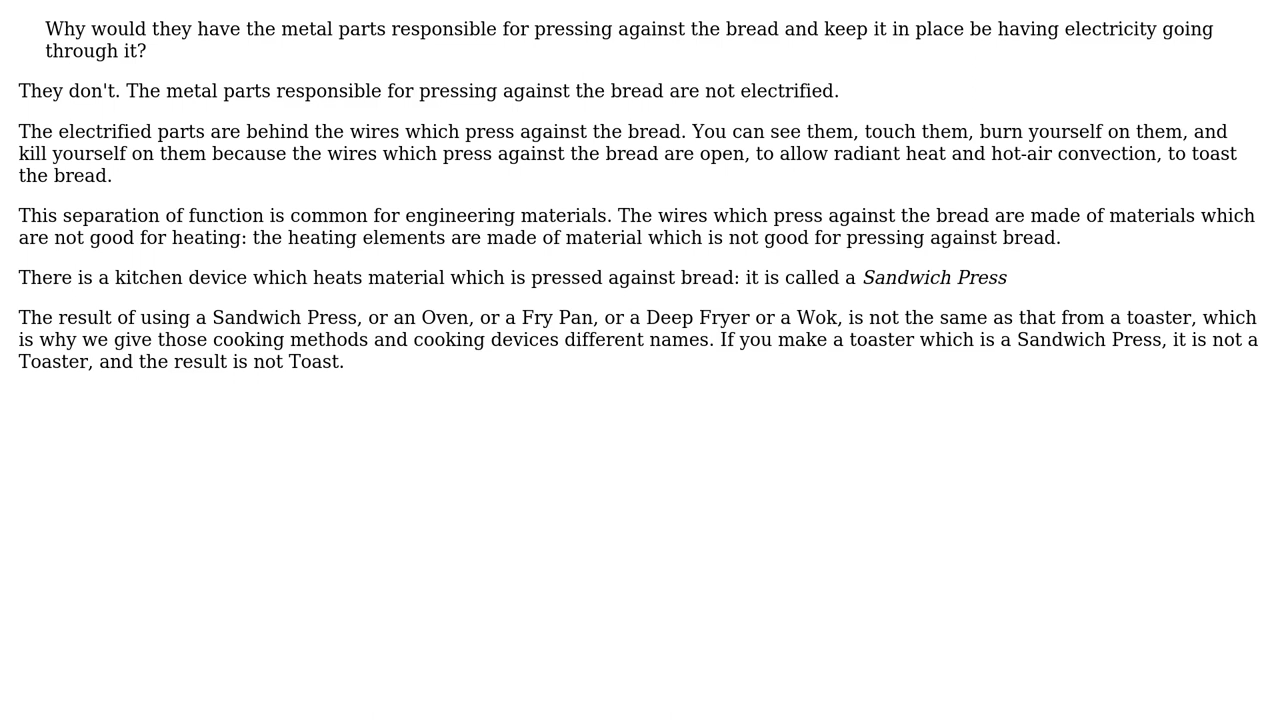 Why would they have the metal parts responsible for pressing against the bread and keep it in place be having electricity going
through it?
They don't. The metal parts responsible for pressing against the bread are not electrified.
The electrified parts are behind the wires which press against the bread. You can see them, touch them, burn yourself on them, and
kill yourself on them because the wires which press against the bread are open, to allow radiant heat and hot-air convection, to toast
the bread.
This separation of function is common for engineering materials. The wires which press against the bread are made of materials which
are not good for heating: the heating elements are made of material which is not good for pressing against bread.
There is a kitchen device which heats material which is pressed against bread: it is called a Sandwich Press
The result of using a Sandwich Press, or an Oven, or a Fry Pan, or a Deep Fryer or a Wok, is not the same as that from a toaster, which
is why we give those cooking methods and cooking devices different names. If you make a toaster which is a Sandwich Press, it is not a
Toaster, and the result is not Toast.